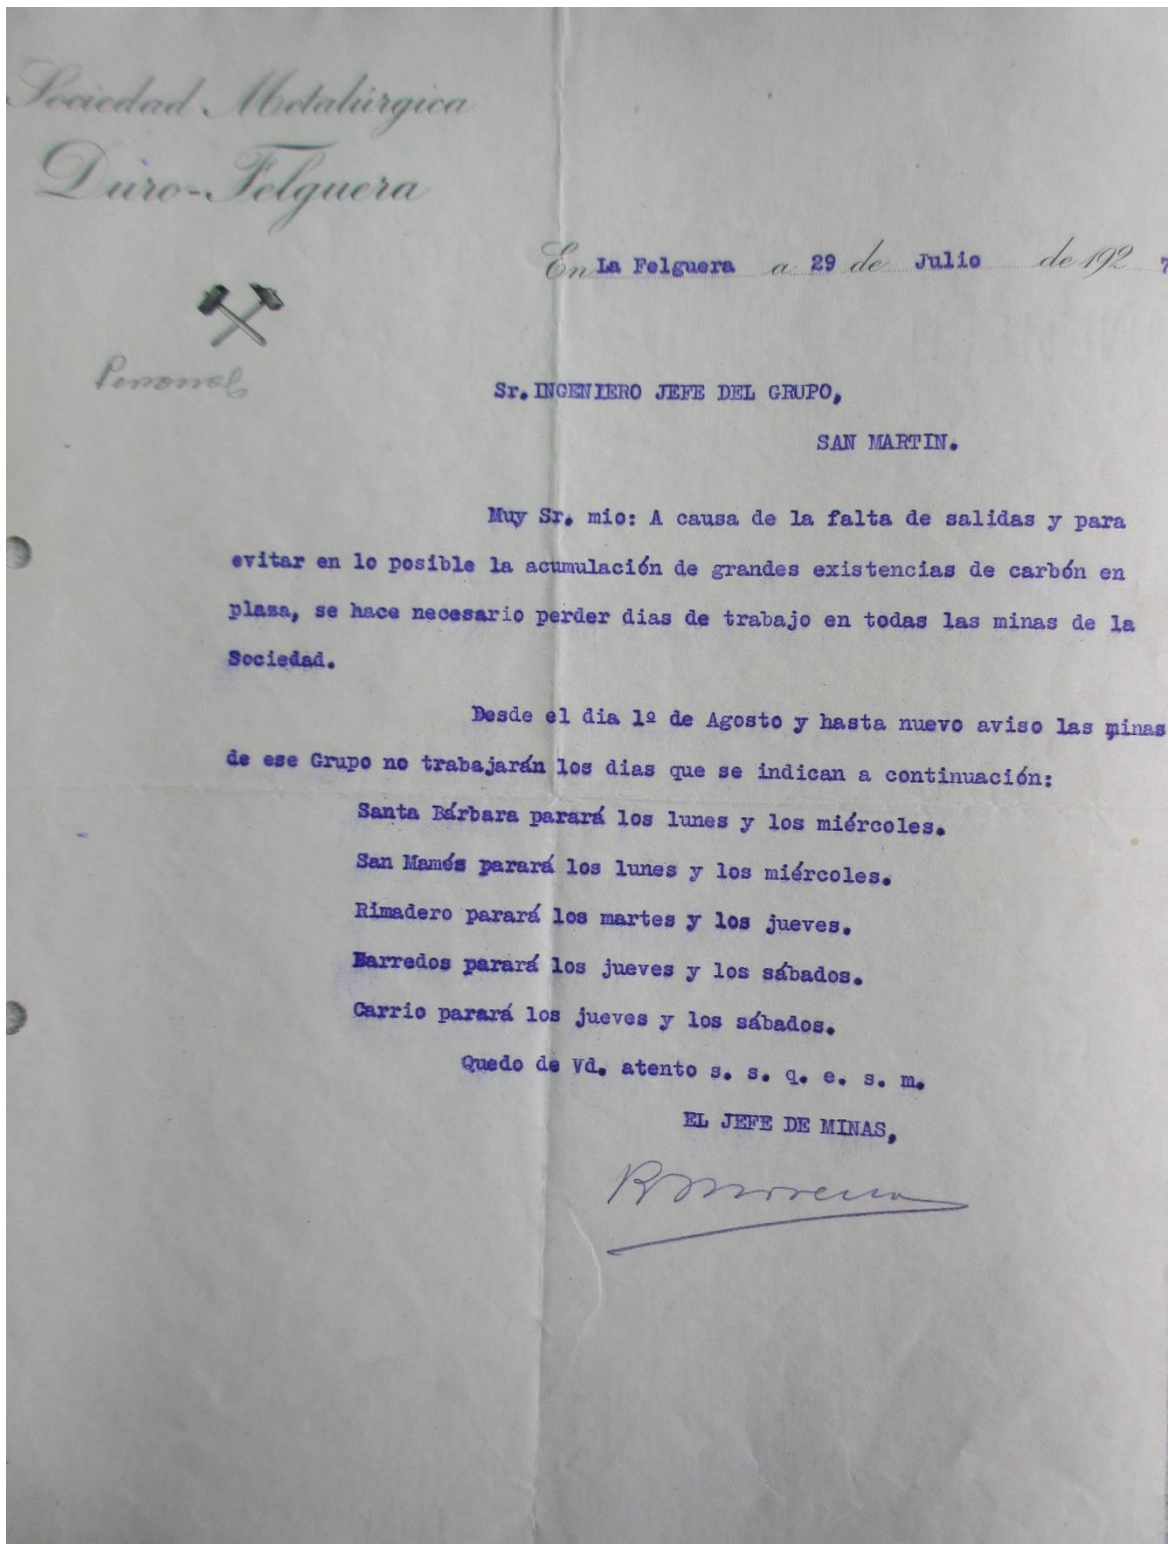 Sociedad Metalúrgica
Duro-Felguera
En La Felguera a 29 de Julio de 192 7
Personal
Sr. INGENIERO JEFE DEL GRUPO,
SAN MARTIN.
Muy Sr. mio: A causa de la falta de salidas y para
evitar en lo posible la acumulación de grandes existencias de carbón en
plasa, se hace necesario perder dias de trabajo en todas las minas de la
Sociedad.
Desde el dia 1º de Agosto y hasta nuevo aviso las minas
de ese Grupo no trabajarán los dias que se indican a continuación:
Santa Bárbara parará los lunes y los miércoles.
San Mamés parará los lunes y los miércoles.
Rimadero parará los martes y los jueves.
Barredos parará los jueves y los sábados.
Carrio parará los jueves y los sábados.
Quedo de Vd. atento s. s. q. e. s. m.
EL JEFE DE MINAS,